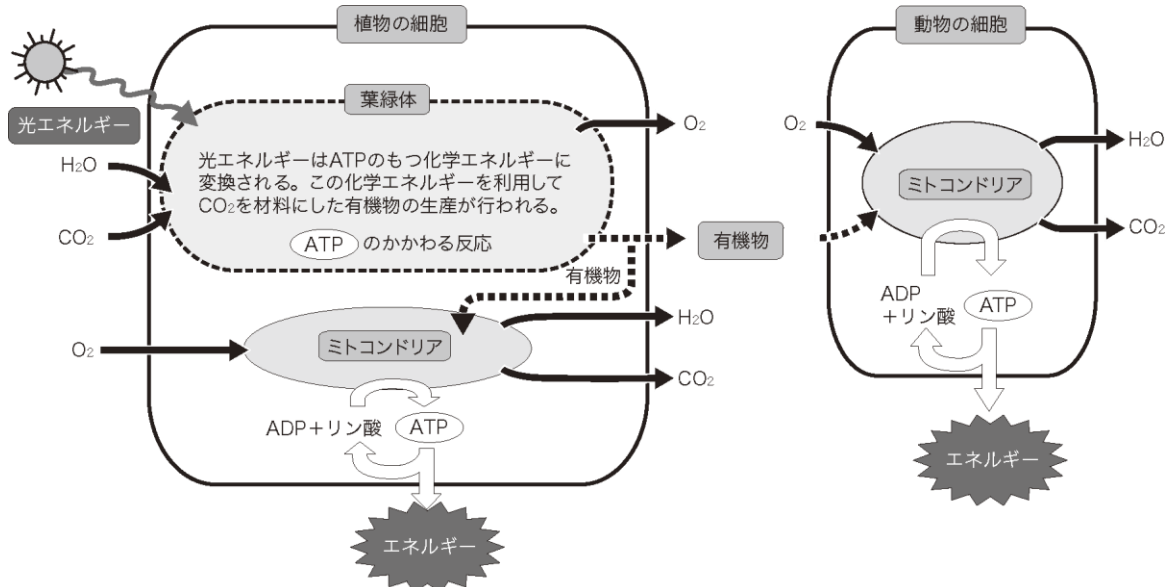 植物の細胞
光エネルギー
H₂O
CO₂
葉緑体
光エネルギーはATPのもつ化学エネルギーに
変換される。この化学エネルギーを利用して
CO₂を材料にした有機物の生産が行われる。
ATP のかかわる反応
O₂
有機物
有機物
O₂
ミトコンドリア
H₂O
CO₂
ADP+リン酸
ATP
エネルギー
動物の細胞
O₂
ミトコンドリア
H₂O
CO₂
ADP
+リン酸
ATP
エネルギー